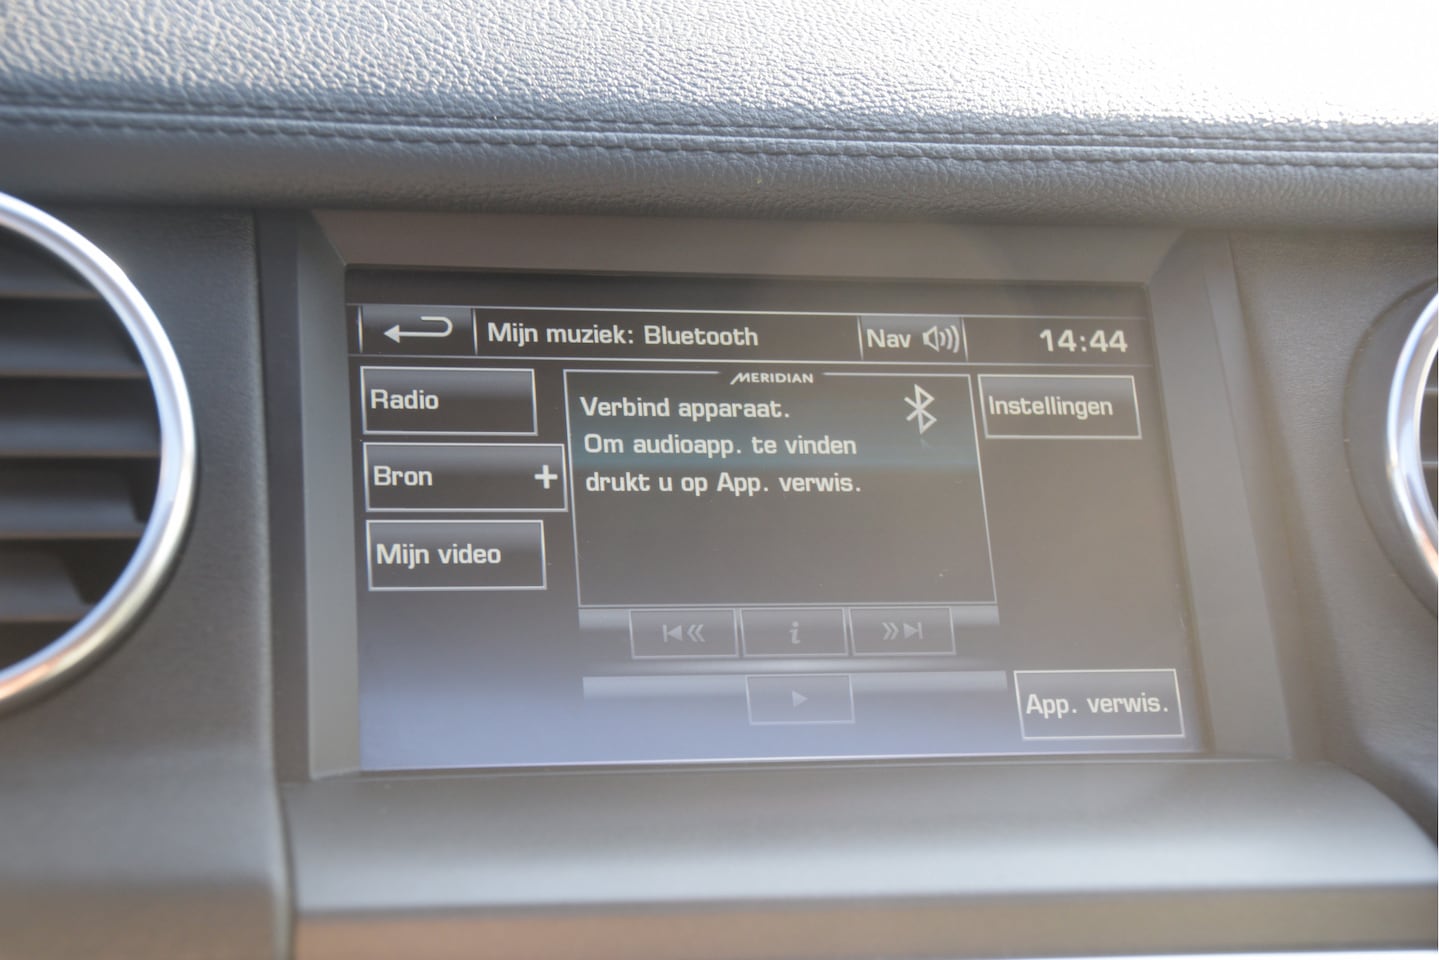 Mijn muziek: Bluetooth
Nav
14:44
Radio
Bron +
Mijn video
MERIDIAN
Verbind apparaat.
Om audioapp. te vinden
drukt u op App. verwis.
i
Instellingen
App. verwis.